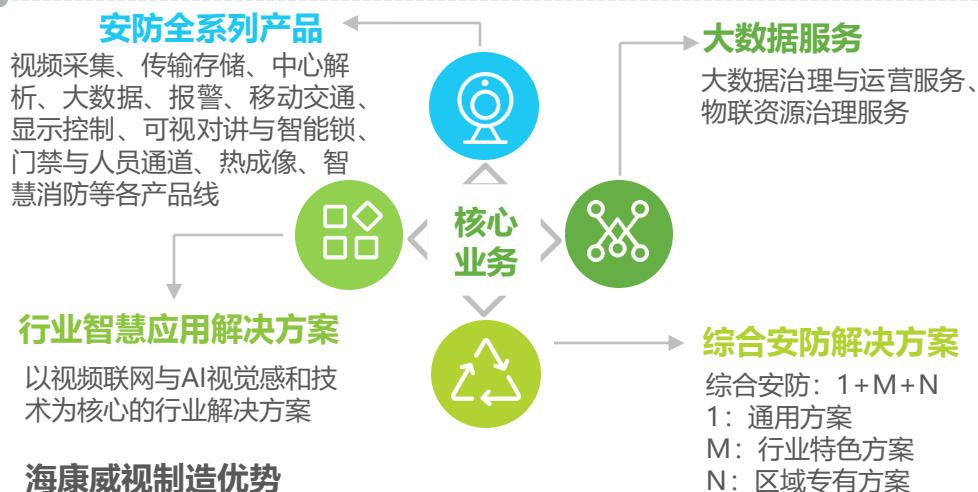 安防全系列产品
视频采集、传输存储、中心解
析、大数据、报警、移动交通、
显示控制、可视对讲与智能锁、
门禁与人员通道、热成像、智
慧消防等各产品线
大数据服务
大数据治理与运营服务、
物联资源治理服务
核心
业务
行业智慧应用解决方案
以视频联网与AI视觉感和技
术为核心的行业解决方案
综合安防解决方案
综合安防：1+M+N
1：通用方案
M：行业特色方案
N：区域专有方案
海康威视制造优势